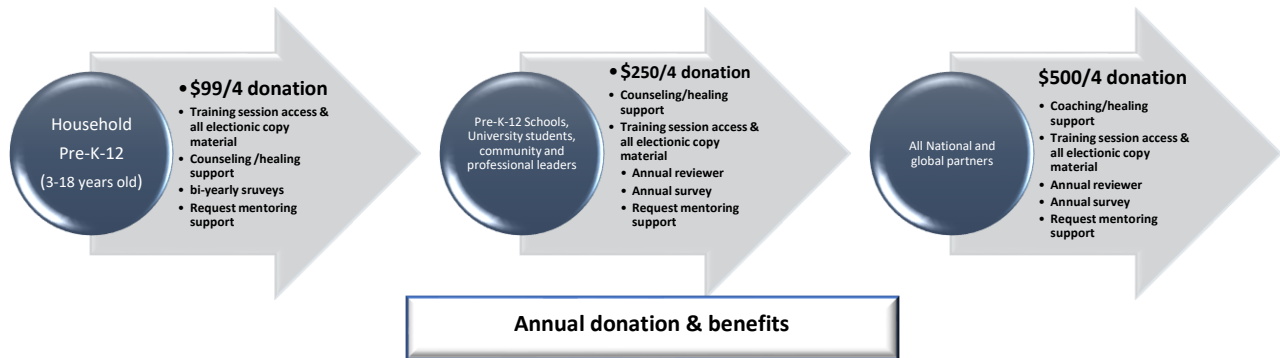 Household
Pre-K-12
(3-18 years old)
•$99/4 donation
• Training session access &
all electionic copy
material
• Counseling /healing
support
• bi-yearly sruveys
• Request mentoring
support
Pre-K-12 Schools,
University students,
community and
professional leaders
•$250/4 donation
• Counseling/healing
support
• Training session access &
all electionic copy
material
• Annual reviewer
• Annual survey
• Request mentoring
support
All National and
global partners
$500/4 donation
• Coaching/healing
support
• Training session access &
all electionic copy
material
• Annual reviewer
• Annual survey
• Request mentoring
support
Annual donation & benefits